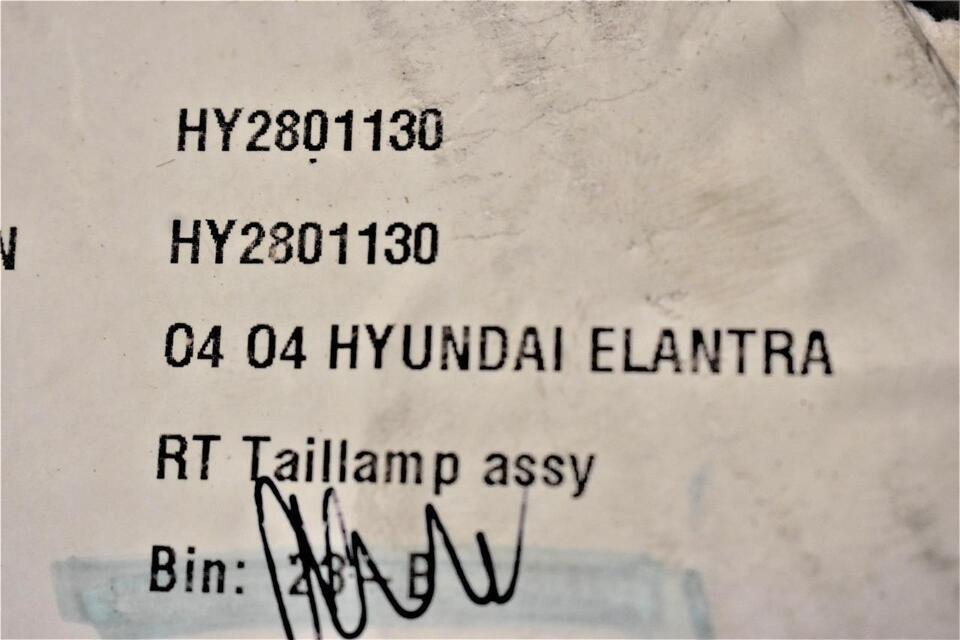 HY2801130
N
HY2801130
04 04 HYUNDAI ELANTRA
RT Taillamp assy
Bin: